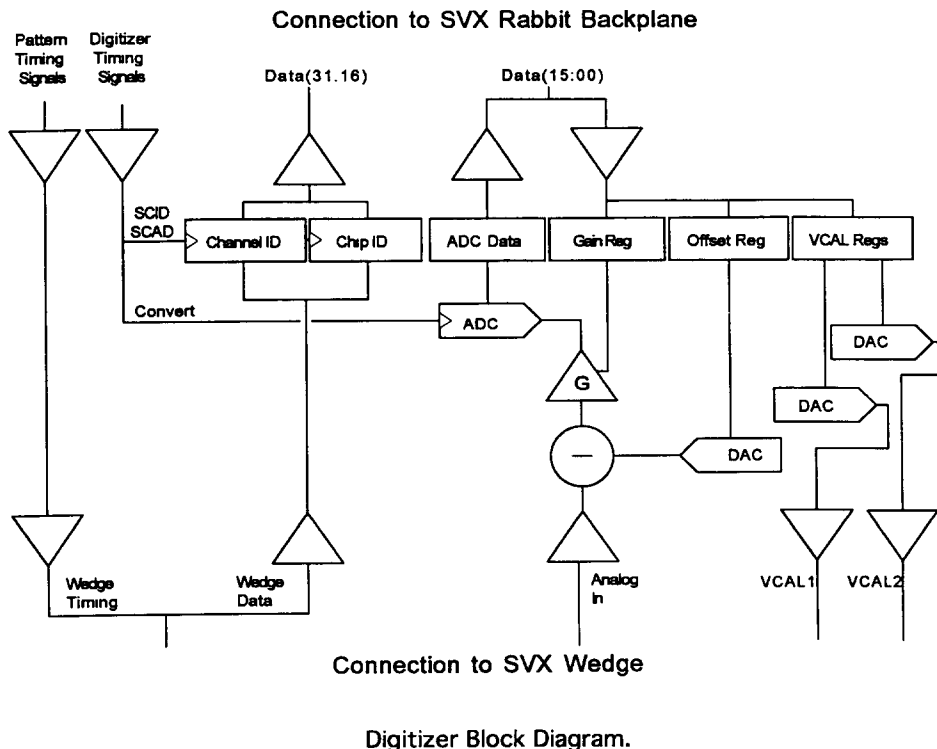 Connection to SVX Rabbit Backplane
Pattern
Timing
Signals
Digitizer
Timing
Signals
Data(31.16)
Data(15:00)
SCID
SCAD
Channel ID
Chip ID
ADC Data
Gain Reg
Offset Reg
VCAL Regs
Convert
ADC
DAC
G
DAC
DAC
Wedge
Timing
Wedge
Data
Analog
In
VCAL1
VCAL2
Connection to SVX Wedge
Digitizer Block Diagram.